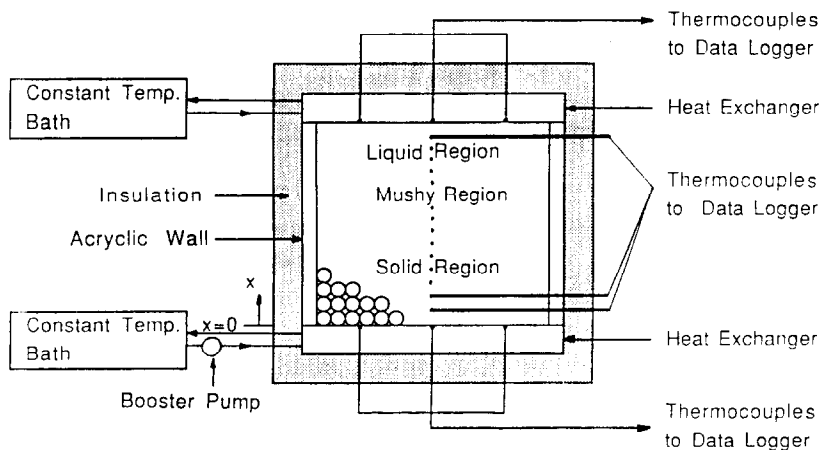 Thermocouples
to Data Logger
Constant Temp.
Bath
Heat Exchanger
Liquid Region
Insulation
Mushy Region
Thermocouples
to Data Logger
Acryclic Wall
Solid Region
x
Constant Temp.
x=0
Bath
Heat Exchanger
Booster Pump
Thermocouples
to Data Logger